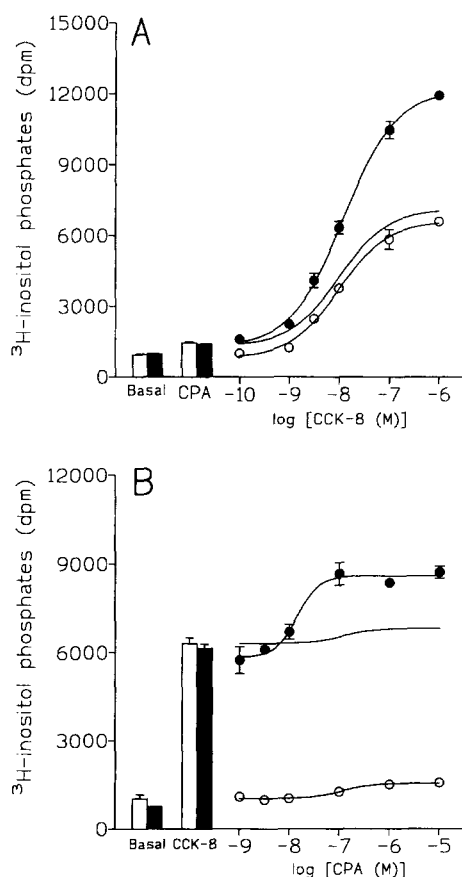 A
³H-inositol phosphates (dpm)
15000
12000
9000
6000
3000
0
Basal CPA -10 -9 -8 -7 -6
log [CCK-8 (M)]
B
³H-inositol phosphates (dpm)
12000
9000
6000
3000
0
Basal CCK-8 -9 -8 -7 -6 -5
log [CPA (M)]